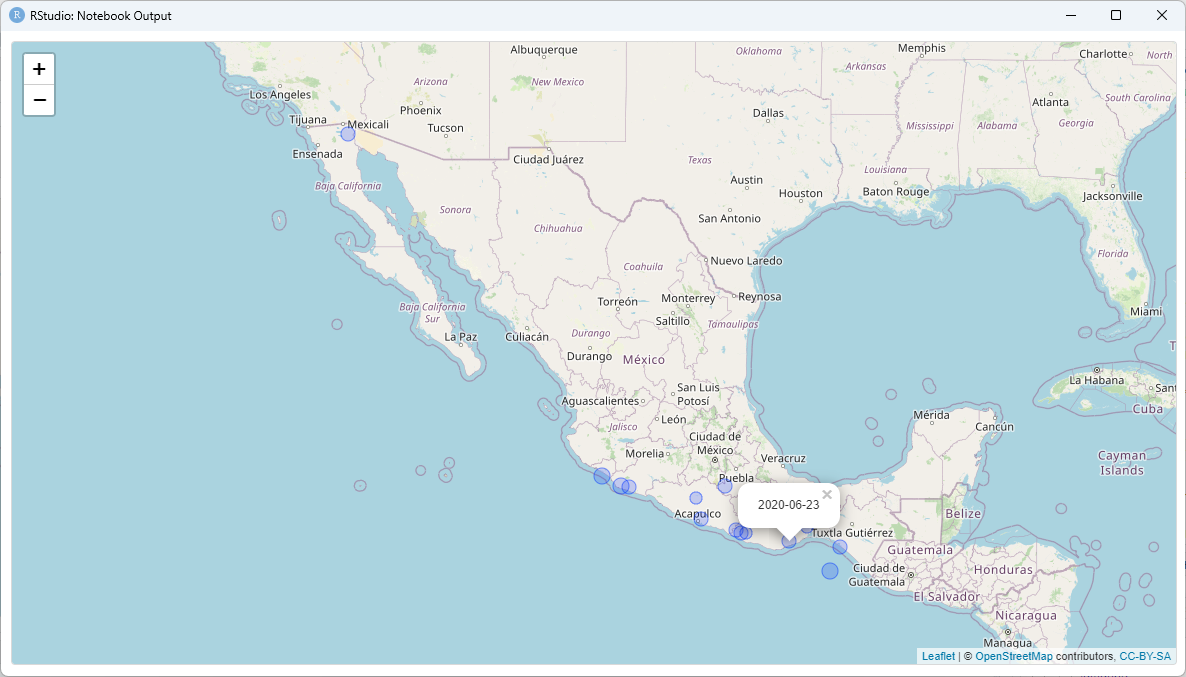 R RStudio: Notebook Output
+
−
Albuquerque
Oklahoma
Memphis
Charlotte
North
Arizona
New Mexico
Arkansas
Los Angeles
Phoenix
South Carolina
Atlanta
Dallas
Tijuana
Mexicali
Tucson
Mississippi
Alabama
Georgia
Ensenada
Ciudad Juárez
Texas
Louisiana
Baja California
Austin
Houston
Baton Rouge
Jacksonville
Sonora
San Antonio
Chihuahua
Florida
Nuevo Laredo
Coahuila
Torreón
Monterrey
Reynosa
Baja California
Sur
Miami
Saltillo
Tamaulipas
La Paz
Culiacán
Durango
Durango
México
La Habana
San Luis
Potosí
Sant
Aguascalientes
Cuba
León
Jalisco
Mérida
Cancún
Ciudad de
México
Morelia
Veracruz
Cayman
Islands
Puebla
2020-06-23
×
Acapulco
Belize
Tuxtla Gutiérrez
Guatemala
Ciudad de
Guatemala
Honduras
El Salvador
Nicaragua
Managua
Leaflet | © OpenStreetMap contributors, CC-BY-SA